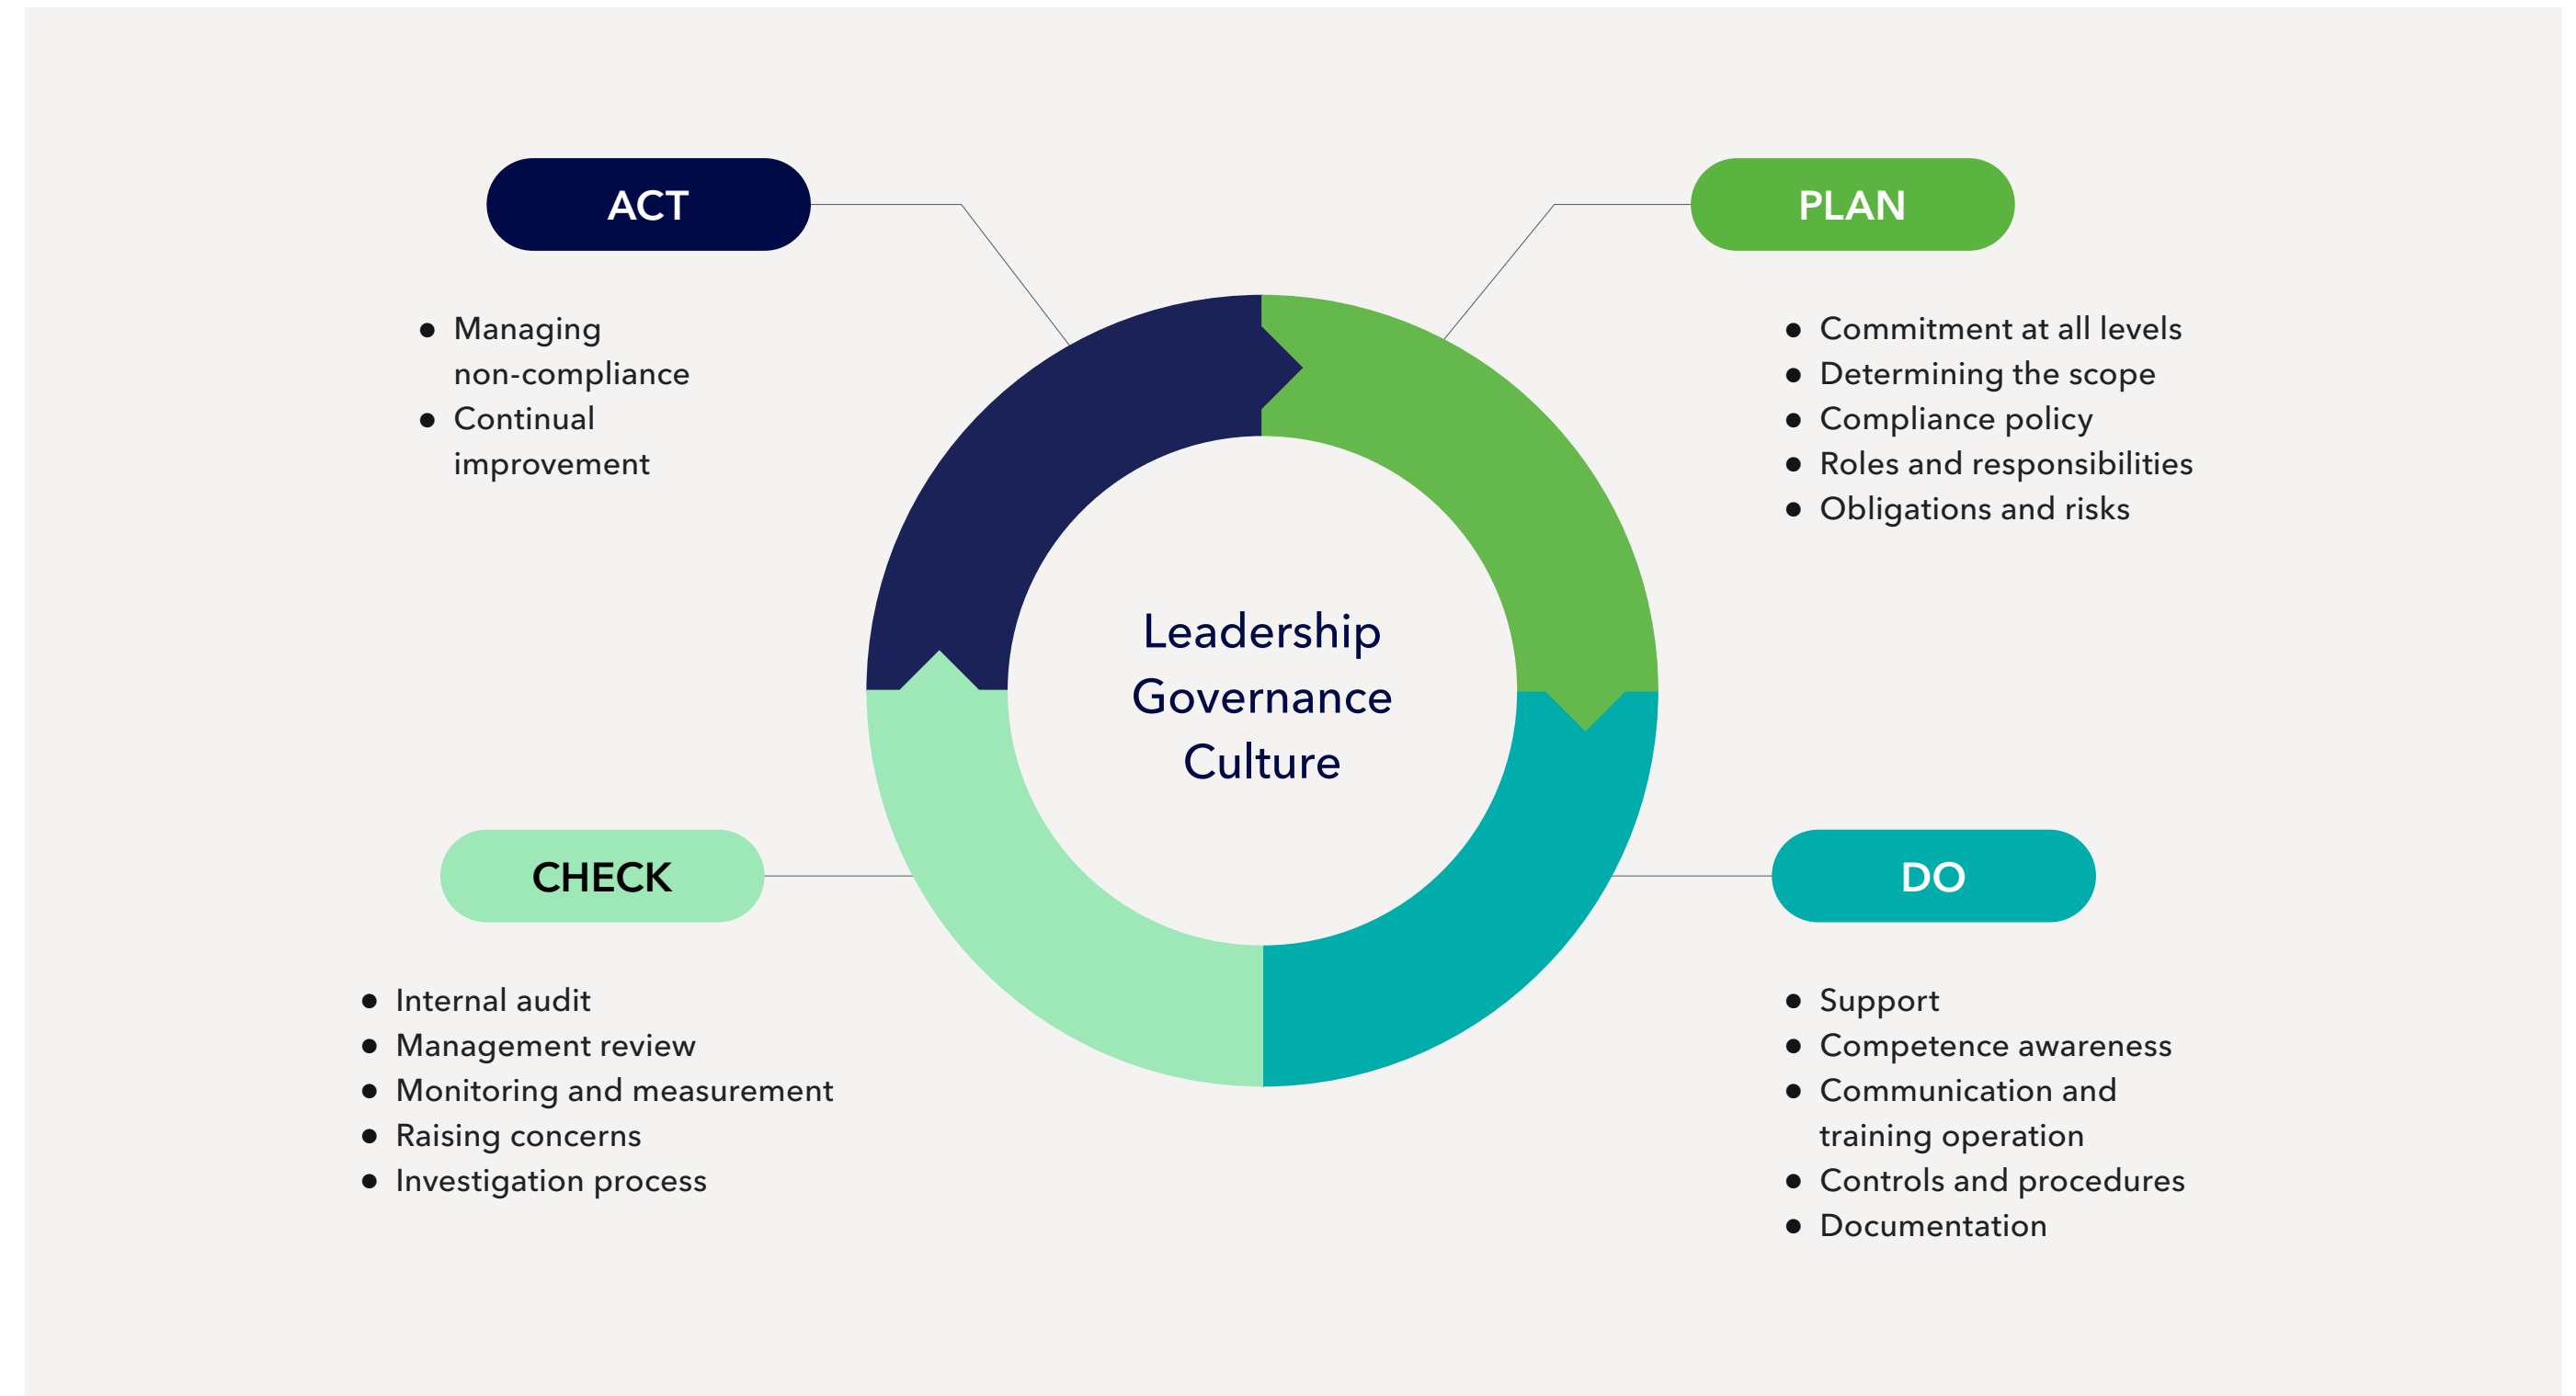 ACT
● Managing
non-compliance
● Continual
improvement
PLAN
● Commitment at all levels
● Determining the scope
● Compliance policy
● Roles and responsibilities
● Obligations and risks
Leadership
Governance
Culture
CHECK
● Internal audit
● Management review
● Monitoring and measurement
● Raising concerns
● Investigation process
DO
● Support
● Competence awareness
● Communication and
training operation
● Controls and procedures
● Documentation